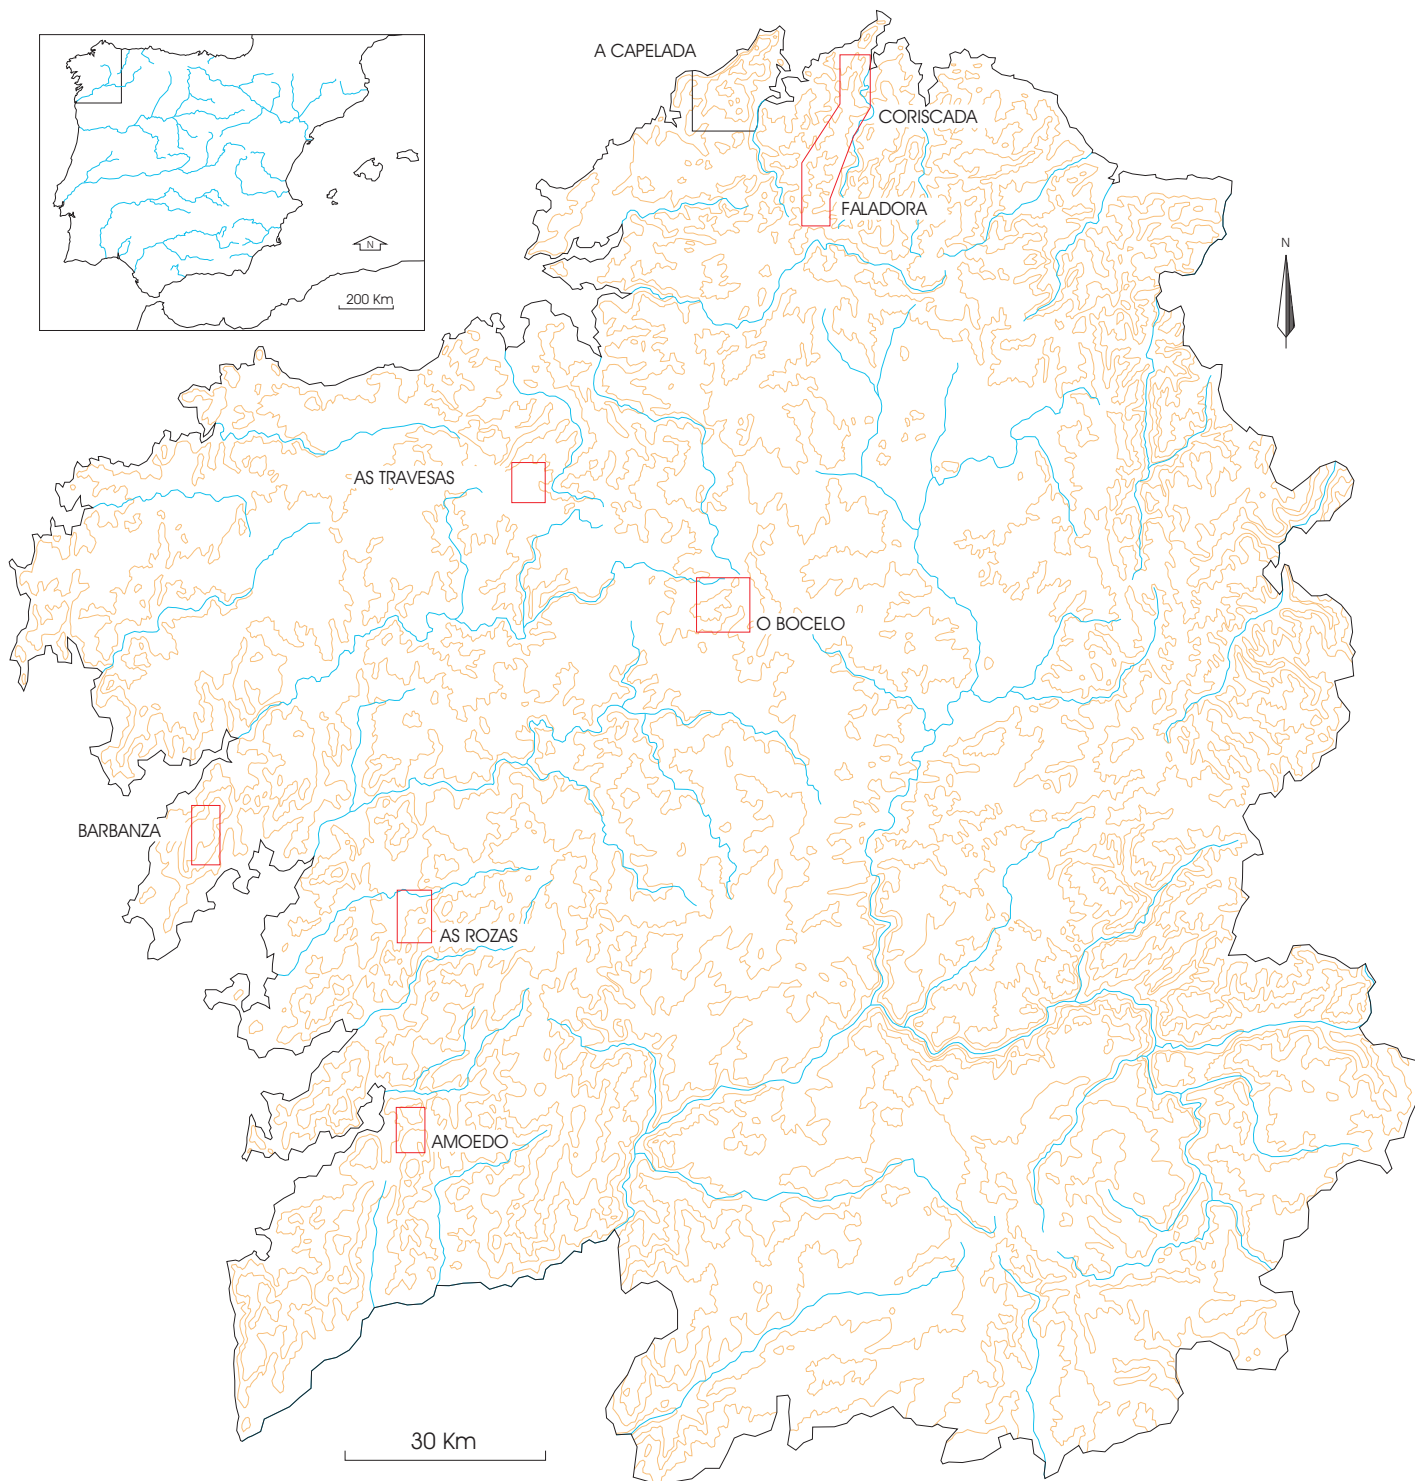 A CAPELADA
CORISCADA
FALADORA
N
200 Km
N
AS TRAVESAS
O BOCELO
BARBANZA
AS ROZAS
AMOEDO
30 Km